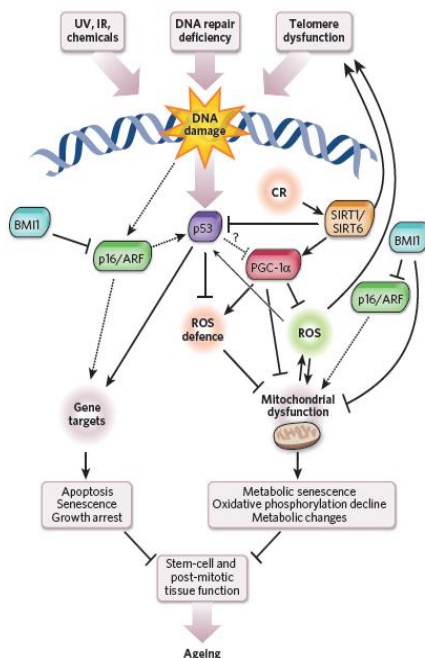 UV, IR,
chemicals
DNA repair
deficiency
Telomere
dysfunction
DNA
damage
CR
BMI1
p53
SIRT1/
SIRT6
BMI1
?
p16/ARF
PGC-1α
p16/ARF
ROS
defence
ROS
Gene
targets
Mitochondrial
dysfunction
Apoptosis
Senescence
Growth arrest
Metabolic senescence
Oxidative phosphorylation decline
Metabolic changes
Stem-cell and
post-mitotic
tissue function
Ageing